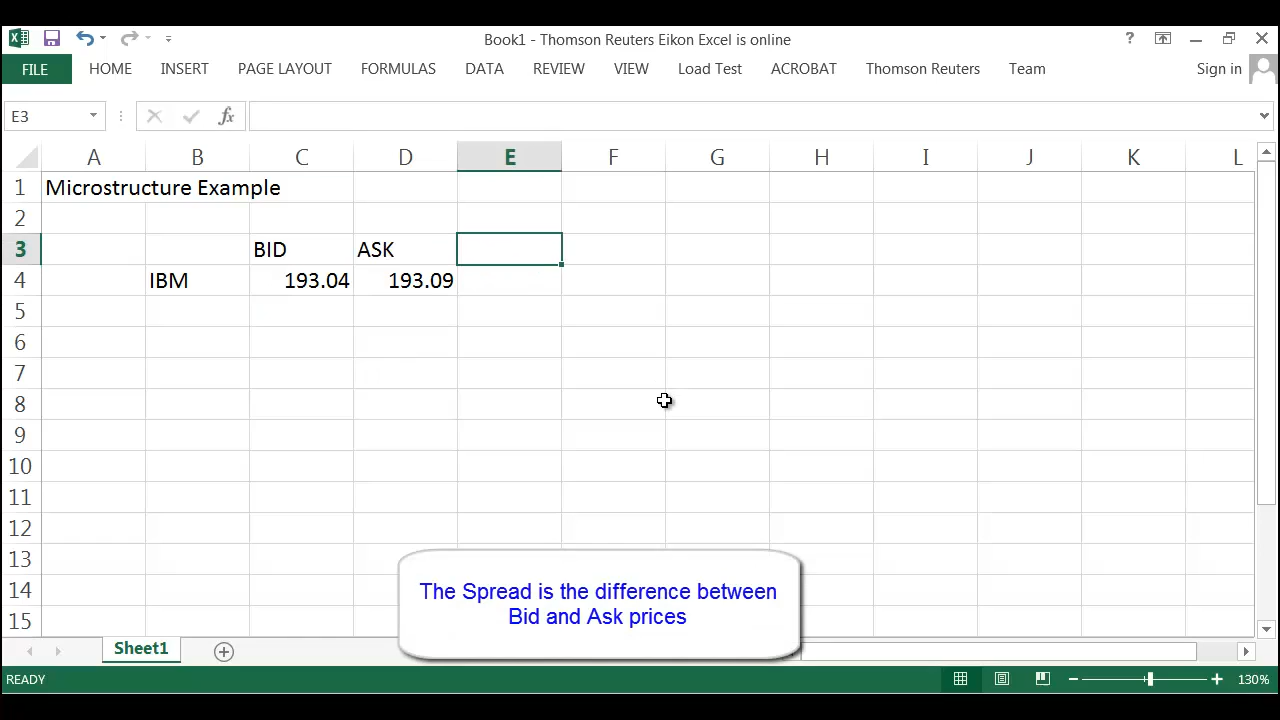 Book1 - Thomson Reuters Eikon Excel is online
?
FILE HOME INSERT PAGE LAYOUT FORMULAS DATA REVIEW VIEW Load Test ACROBAT Thomson Reuters Team Sign in
E3 fx
A B C D E F G H I J K L
1 Microstructure Example
2
3 BID ASK
4 IBM 193.04 193.09
5
6
7
8
9
10
11
12
13
14
15
The Spread is the difference between
Bid and Ask prices
Sheet1
READY 130%